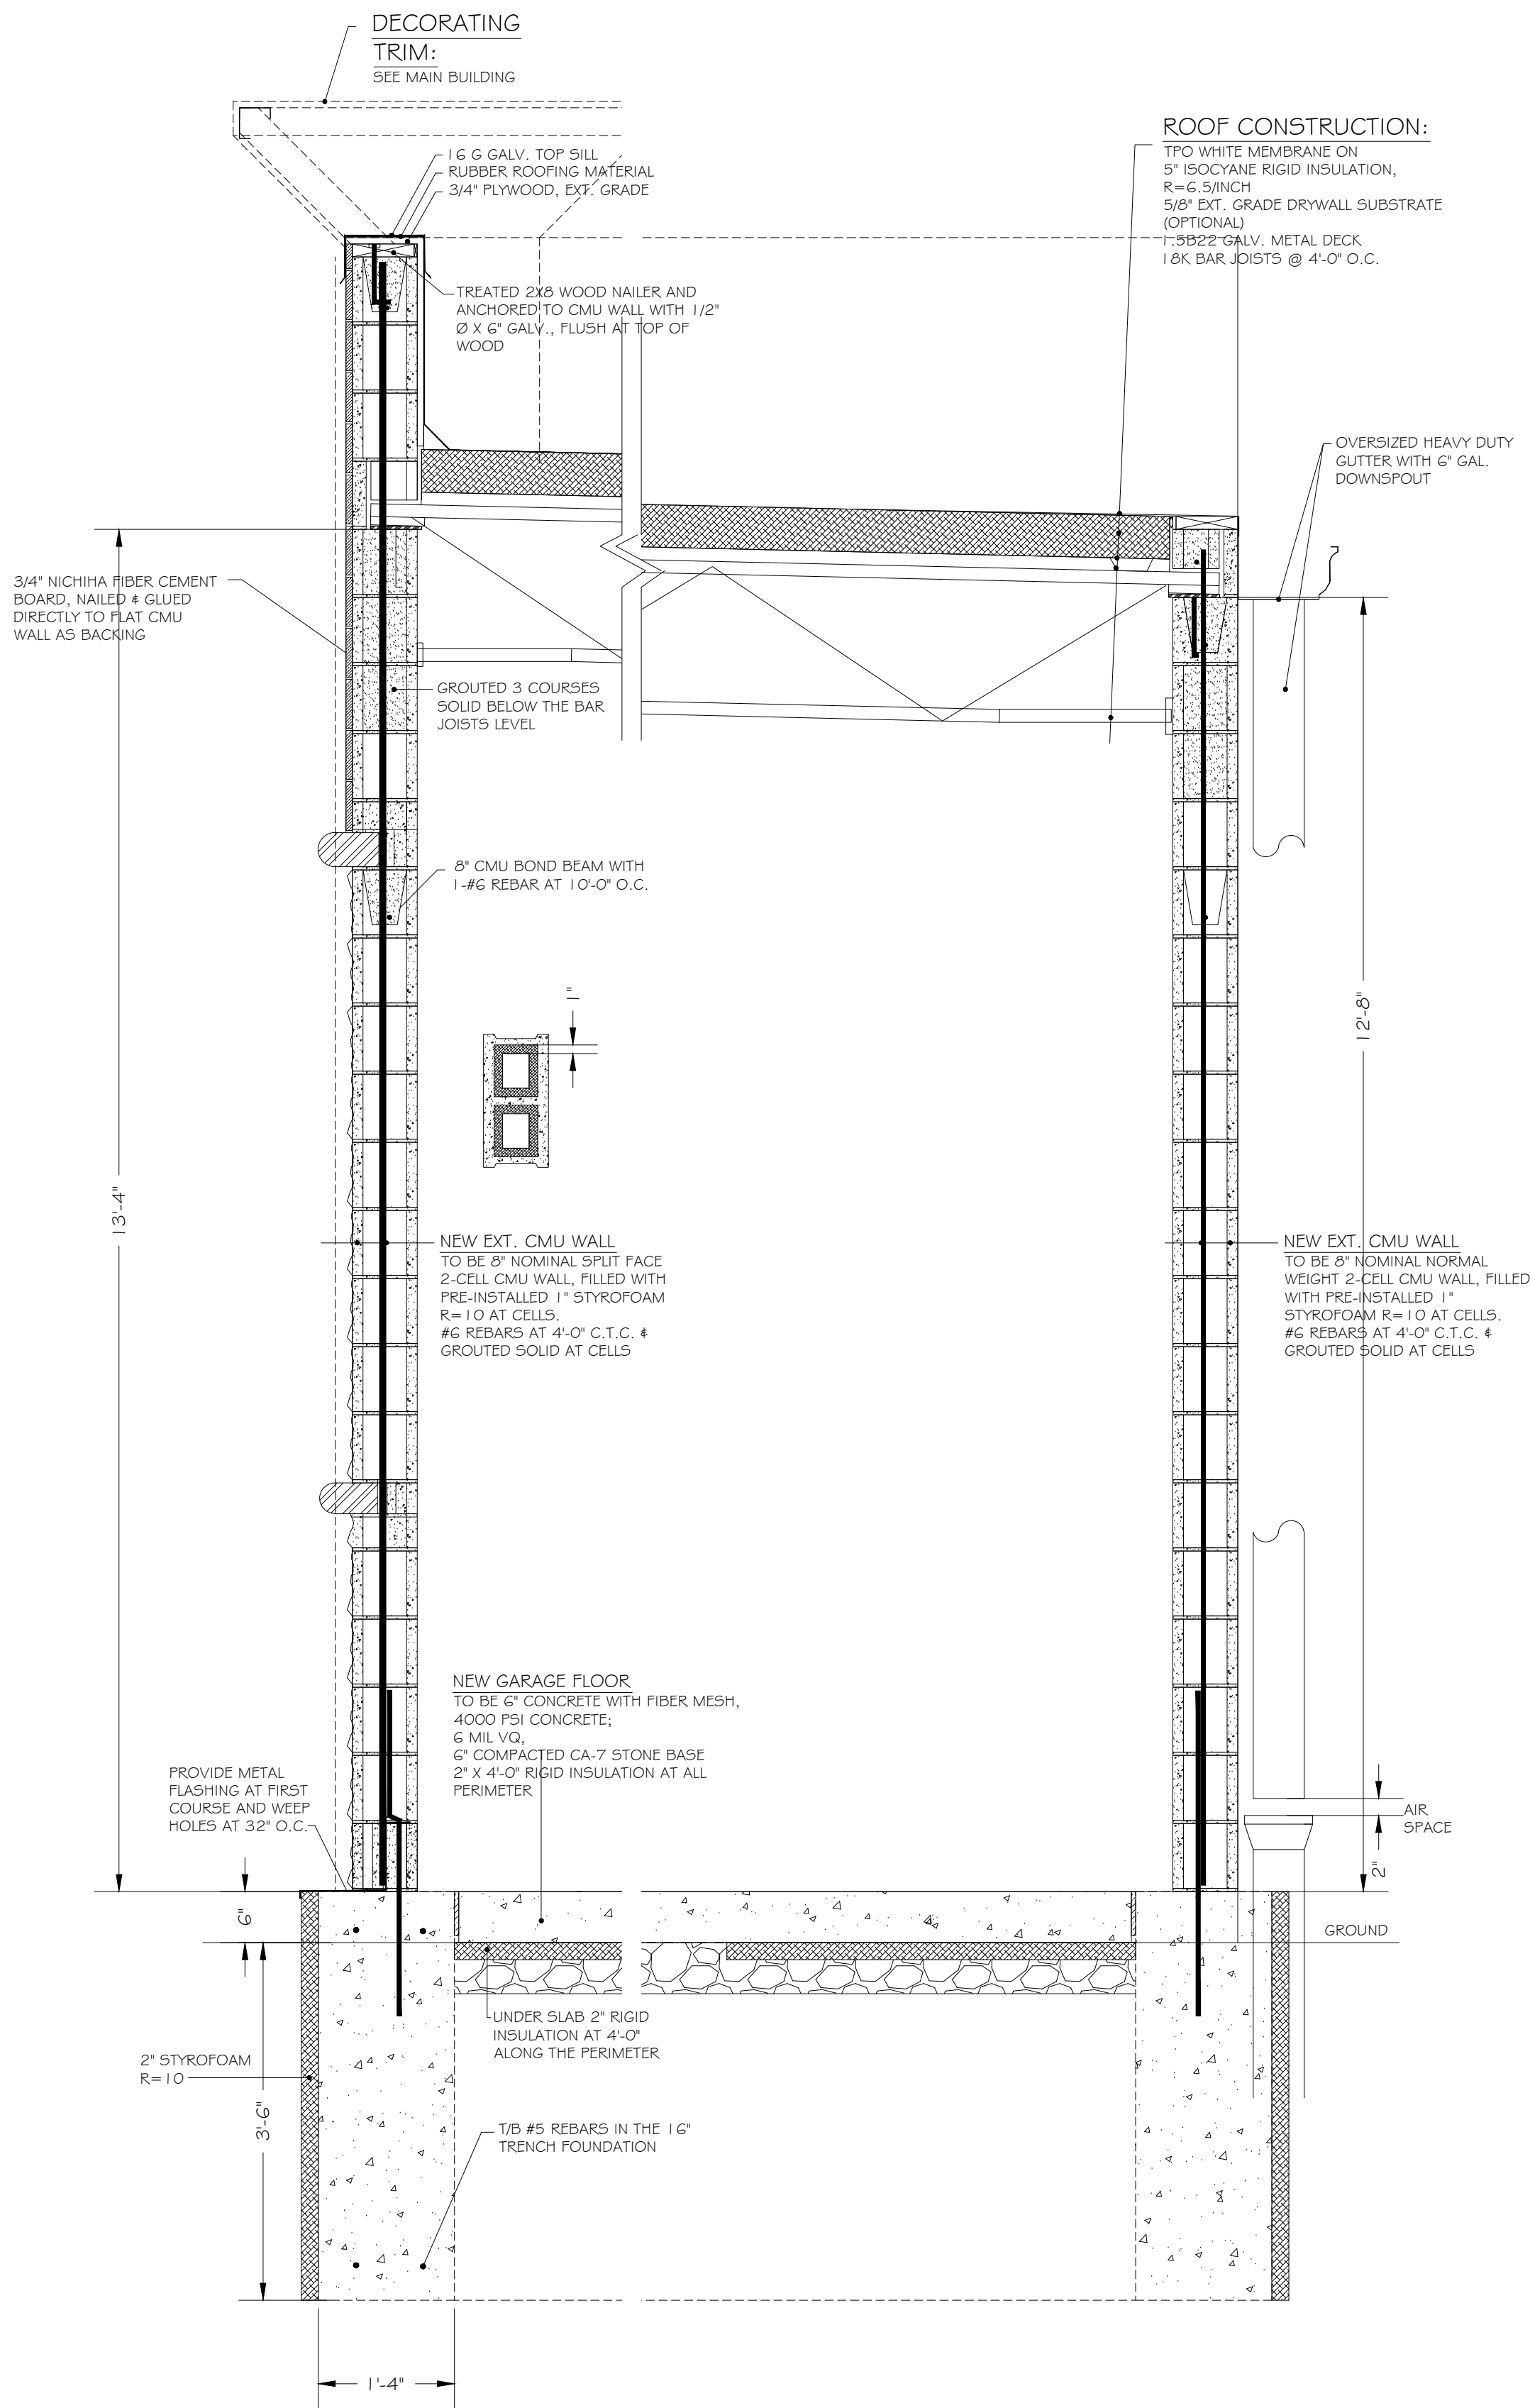 DECORATING
TRIM:
SEE MAIN BUILDING
16 G GALV. TOP SILL
RUBBER ROOFING MATERIAL
3/4" PLYWOOD, EXT. GRADE
ROOF CONSTRUCTION:
TPO WHITE MEMBRANE ON
5" ISOCYANE RIGID INSULATION,
R=6.5/INCH
5/8" EXT. GRADE DRYWALL SUBSTRATE
(OPTIONAL)
1.5B22 GALV. METAL DECK
18K BAR JOISTS @ 4'-0" O.C.
TREATED 2X8 WOOD NAILER AND
ANCHORED TO CMU WALL WITH 1/2"
Ø X 6" GALV., FLUSH AT TOP OF
WOOD
OVERSIZED HEAVY DUTY
GUTTER WITH 6" GAL.
DOWNSPOUT
3/4" NICHIHA FIBER CEMENT
BOARD, NAILED & GLUED
DIRECTLY TO FLAT CMU
WALL AS BACKING
GROUTED 3 COURSES
SOLID BELOW THE BAR
JOISTS LEVEL
8" CMU BOND BEAM WITH
1-#6 REBAR AT 10'-0" O.C.
1"
12'-8"
13'-4"
NEW EXT. CMU WALL
TO BE 8" NOMINAL SPLIT FACE
2-CELL CMU WALL, FILLED WITH
PRE-INSTALLED 1" STYROFOAM
R=10 AT CELLS.
#6 REBARS AT 4'-0" C.T.C. &
GROUTED SOLID AT CELLS
NEW EXT. CMU WALL
TO BE 8" NOMINAL NORMAL
WEIGHT 2-CELL CMU WALL, FILLED
WITH PRE-INSTALLED 1"
STYROFOAM R=10 AT CELLS.
#6 REBARS AT 4'-0" C.T.C. &
GROUTED SOLID AT CELLS
NEW GARAGE FLOOR
TO BE 6" CONCRETE WITH FIBER MESH,
4000 PSI CONCRETE;
6 MIL VQ,
6" COMPACTED CA-7 STONE BASE
2" X 4'-0" RIGID INSULATION AT ALL
PERIMETER
PROVIDE METAL
FLASHING AT FIRST
COURSE AND WEEP
HOLES AT 32" O.C.
AIR
SPACE
2"
6"
GROUND
UNDER SLAB 2" RIGID
INSULATION AT 4'-0"
ALONG THE PERIMETER
2" STYROFOAM
R=10
3'-6"
T/B #5 REBARS IN THE 16"
TRENCH FOUNDATION
1'-4"